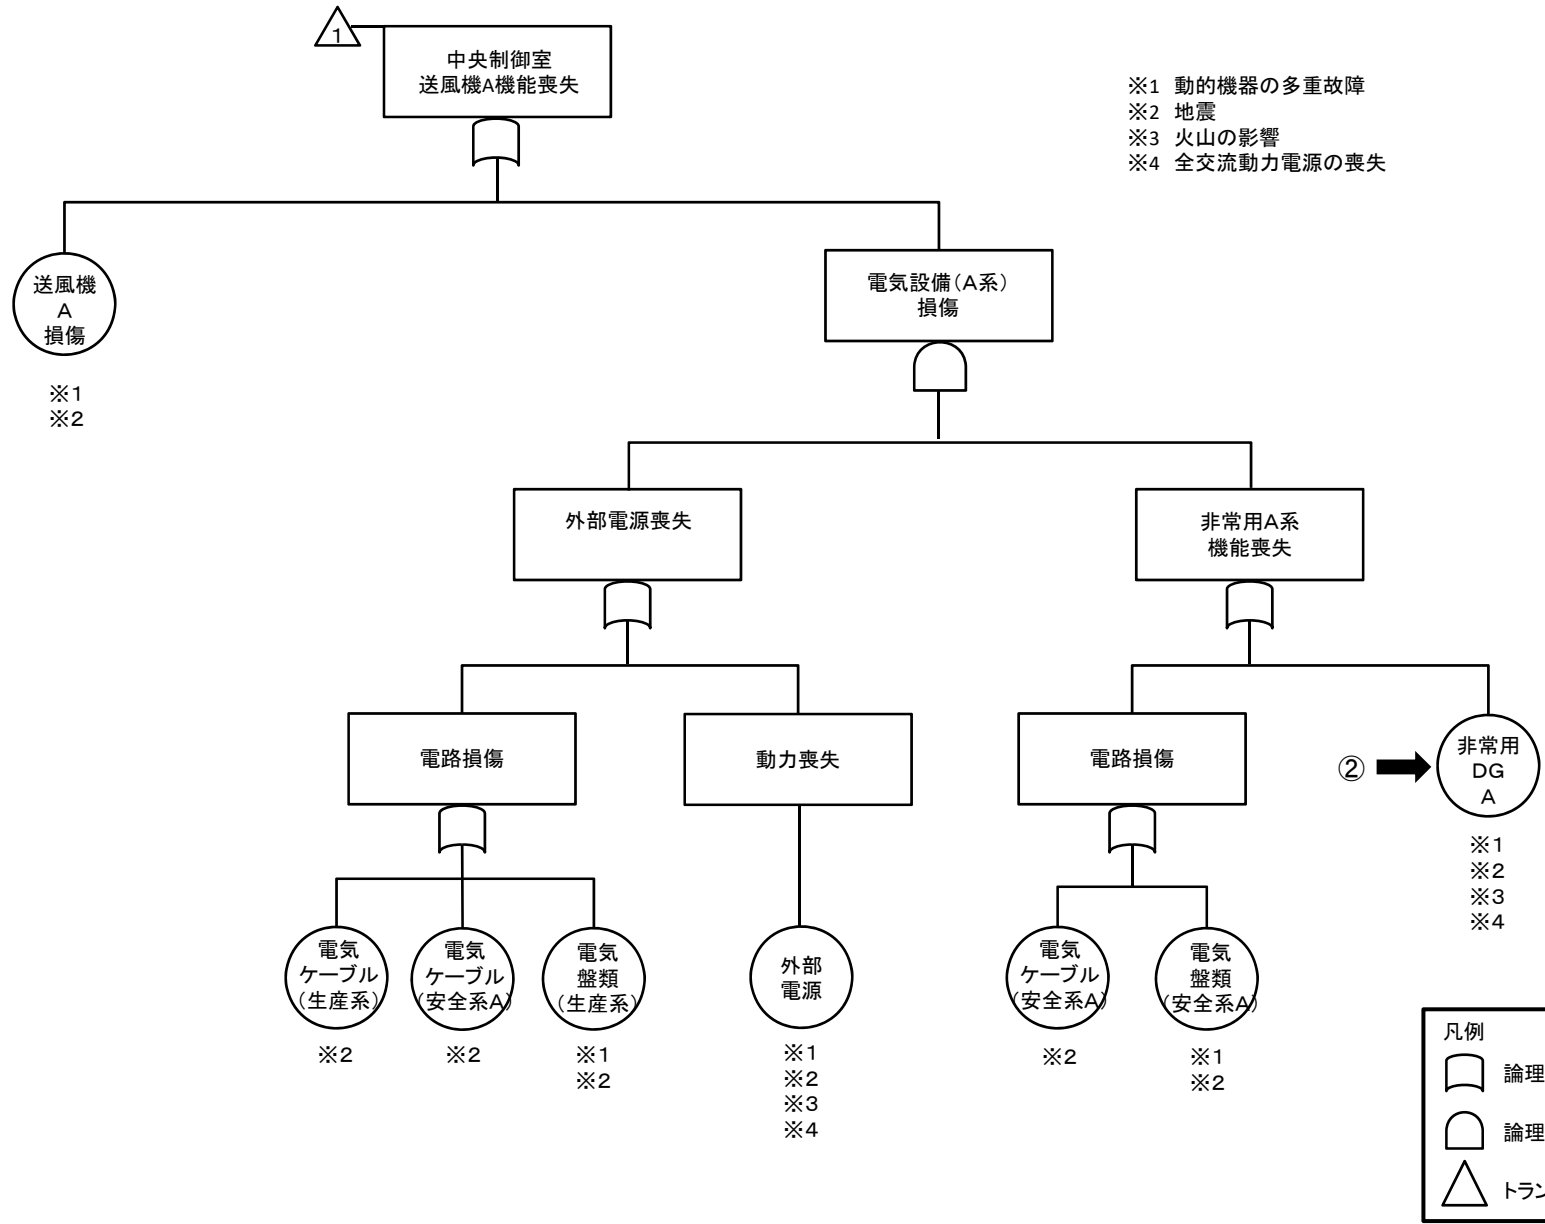 1
中央制御室
送風機A機能喪失
※1 動的機器の多重故障
※2 地震
※3 火山の影響
※4 全交流動力電源の喪失
送風機
A
損傷
※1
※2
電気設備(A系)
損傷
外部電源喪失
非常用A系
機能喪失
電路損傷
動力喪失
電路損傷
②
非常用
DG
A
※1
※2
※3
※4
電気
ケーブル
(生産系)
※2
電気
ケーブル
(安全系A)
※2
電気
盤類
(生産系)
※1
※2
外部
電源
※1
※2
※3
※4
電気
ケーブル
(安全系A)
※2
電気
盤類
(安全系A)
※1
※2
凡例
論理
論理
トラン